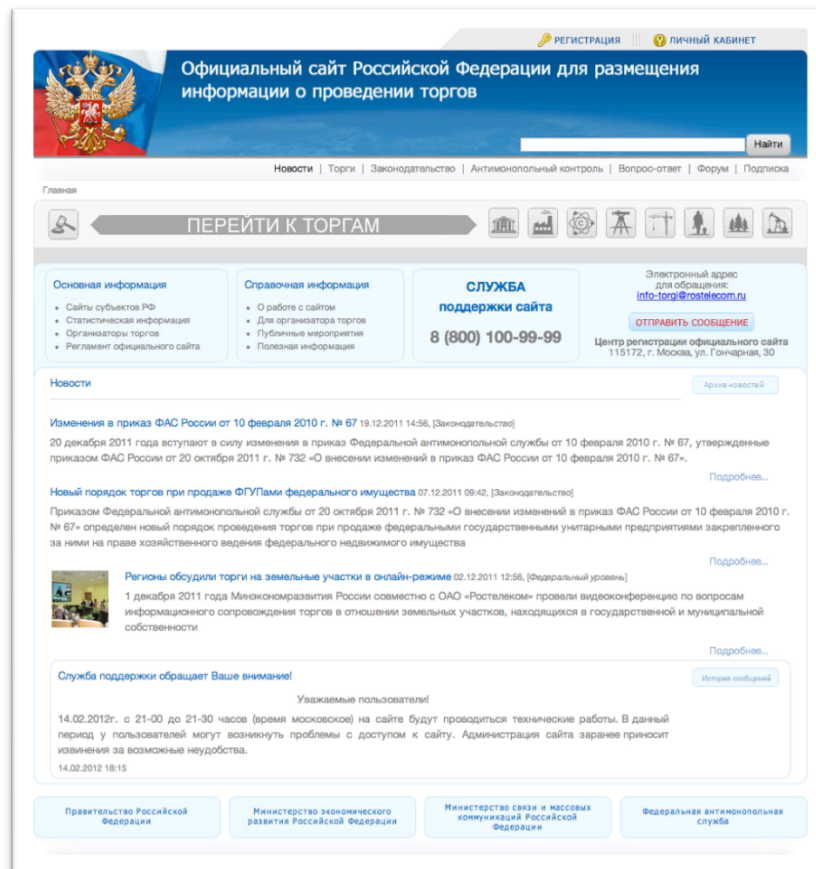 РЕГИСТРАЦИЯ
ЛИЧНЫЙ КАБИНЕТ
Официальный сайт Российской Федерации для размещения
информации о проведении торгов
Найти
Новости | Торги | Законодательство | Антимонопольный контроль | Вопрос-ответ | Форум | Подписка
Главная
ПЕРЕЙТИ К ТОРГАМ
Основная информация
Сайты субъектов РФ
Статистическая информация
Организаторы торгов
Регламент официального сайта
Справочная информация
О работе с сайтом
Для организатора торгов
Публичные мероприятия
Полезная информация
СЛУЖБА
поддержки сайта
8 (800) 100-99-99
Электронный адрес
для обращения:
info-torgi@rostelecom.ru
ОТПРАВИТЬ СООБЩЕНИЕ
Центр регистрации официального сайта
115172, г. Москва, ул. Гончарная, 30
Новости
Архив новостей
Изменения в приказ ФАС России от 10 февраля 2010 г. № 67 19.12.2011 14:56, [Законодательство]
20 декабря 2011 года вступают в силу изменения в приказ Федеральной антимонопольной службы от 10 февраля 2010 г. № 67, утвержденные
приказом ФАС России от 20 октября 2011 г. № 732 «О внесении изменений в приказ ФАС России от 10 февраля 2010 г. № 67».
Подробнее...
Новый порядок торгов при продаже ФГУПами федерального имущества 07.12.2011 09:42, [Законодательство]
Приказом Федеральной антимонопольной службы от 20 октября 2011 г. № 732 «О внесении изменений в приказ ФАС России от 10 февраля 2010 г.
№ 67» определен новый порядок проведения торгов при продаже федеральными государственными унитарными предприятиями закрепленного
за ними на праве хозяйственного ведения федерального недвижимого имущества
Подробнее...
Регионы обсудили торги на земельные участки в онлайн-режиме 02.12.2011 12:56, [Федеральный уровень]
1 декабря 2011 года Минэкономразвития России совместно с ОАО «Ростелеком» провели видеоконференцию по вопросам
информационного сопровождения торгов в отношении земельных участков, находящихся в государственной и муниципальной
собственности
Подробнее...
Служба поддержки обращает Ваше внимание!
История сообщений
Уважаемые пользователи!
14.02.2012г. с 21-00 до 21-30 часов (время московское) на сайте будут проводиться технические работы. В данный
период у пользователей могут возникнуть проблемы с доступом к сайту. Администрация сайта заранее приносит
извинения за возможные неудобства.
14.02.2012 18:15
Правительство Российской
Федерации
Министерство экономического
развития Российской Федерации
Министерство связи и массовых
коммуникаций Российской
Федерации
Федеральная антимонопольная
служба